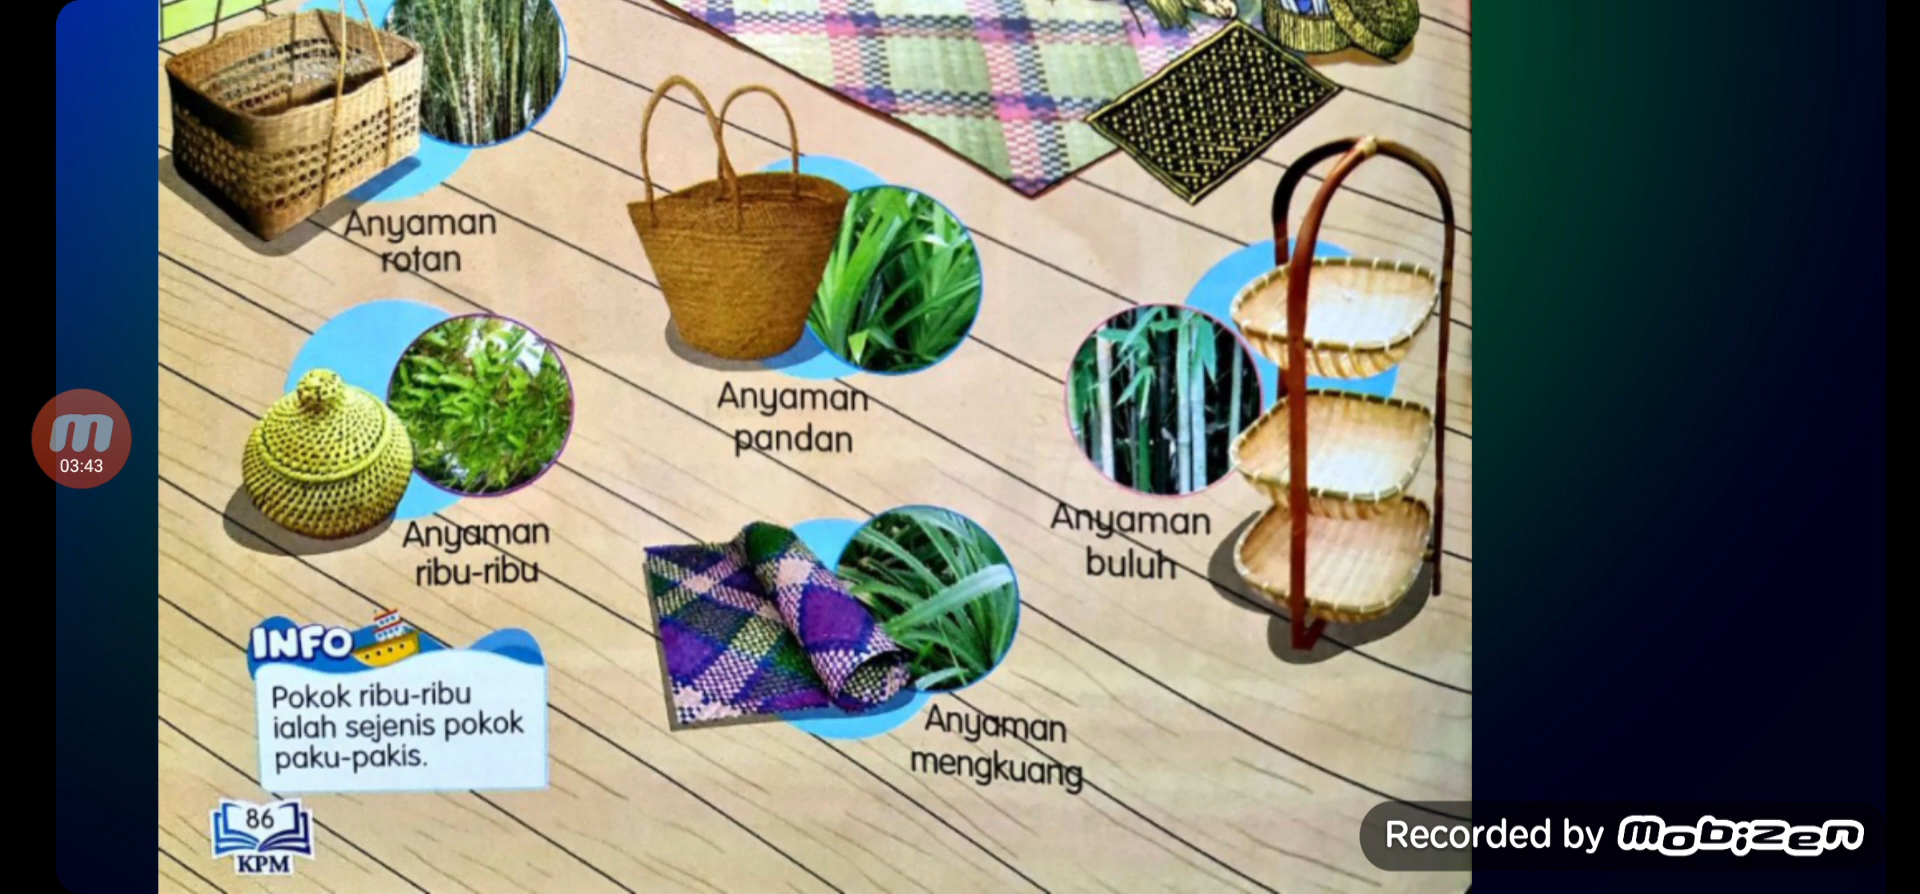 Anyaman
rotan
Anyaman
pandan
Anyaman
ribu-ribu
Anyaman
buluh
Anyaman
mengkuang
INFO
Pokok ribu-ribu
ialah sejenis pokok
paku-pakis.
86
KPM
03:43
Recorded by Mobizen